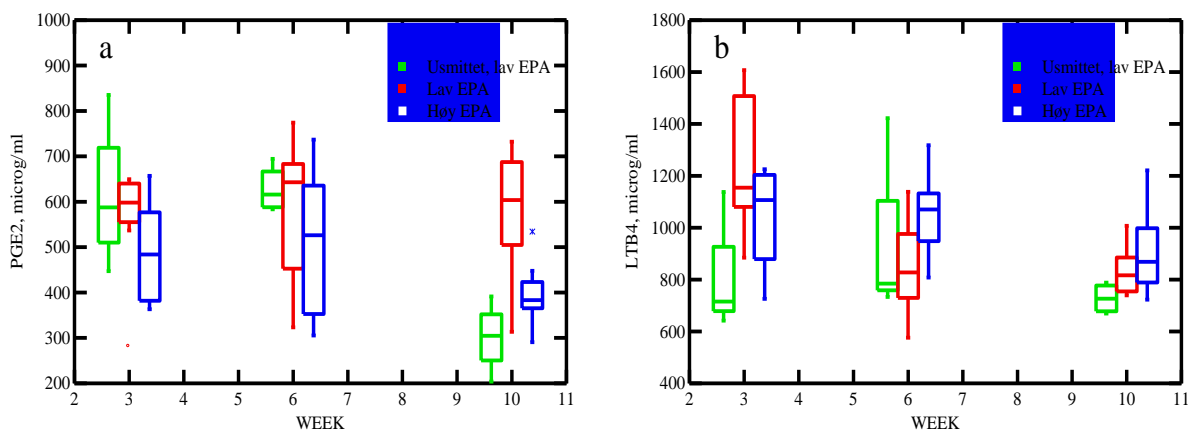 1000
900
800
700
600
500
400
300
200
PGE2, microg/ml
a
Usmittet, lav EPA
Lav EPA
Høy EPA
2 3 4 5 6 7 8 9 10 11
WEEK
1800
1600
1400
1200
1000
800
600
400
LTB4, microg/ml
b
Usmittet, lav EPA
Lav EPA
Høy EPA
2 3 4 5 6 7 8 9 10 11
WEEK